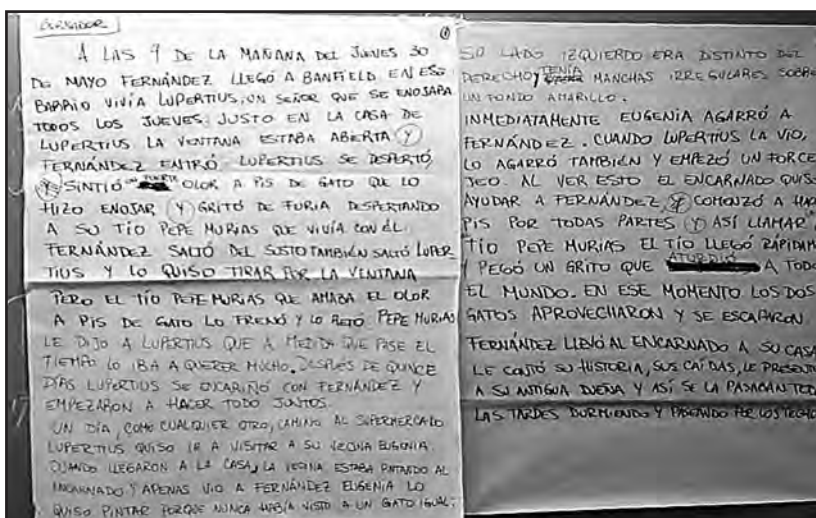 BORRADOR
①
A LAS 9 DE LA MAÑANA DEL JUEVES 30
DE MAYO FERNÁNDEZ LLEGÓ A BANFIELD EN ESE
BARRIO VIVÍA LUPERTIUS, UN SEÑOR QUE SE ENOJABA
TODOS LOS JUEVES. JUSTO EN LA CASA DE
LUPERTIUS LA VENTANA ESTABA ABIERTA Y
FERNÁNDEZ ENTRÓ LUPERTIUS SE DESPERTÓ,
SINTIÓ UN FUERTE OLOR A PIS DE GATO QUE LO
HIZO ENOJAR Y GRITÓ DE FURIA DESPERTANDO
A SU TÍO PEPE MURIAS QUE VIVÍA CON ÉL.
FERNÁNDEZ SALTÓ DEL SUSTO TAMBIÉN SALTÓ LUPER
TIUS Y LO QUISO TIRAR POR LA VENTANA
PERO EL TÍO PEPE MURIAS QUE AMABA EL OLOR
A PIS DE GATO LO FRENÓ Y LO RETÓ. PEPE MURIAS
LE DIJO A LUPERTIUS QUE A MEDIDA QUE PASE EL
TIEMPO LO IBA A QUERER MUCHO. DESPUÉS DE QUINCE
DÍAS LUPERTIUS SE ENCARIÑÓ CON FERNÁNDEZ Y
EMPEZARON A HACER TODO JUNTOS.
UN DÍA, COMO CUALQUIER OTRO, CAMINO AL SUPERMERCADO
LUPERTIUS QUISO IR A VISITAR A SU VECINA EUGENIA.
CUANDO LLEGARON A LA CASA, LA VECINA ESTABA PINTANDO AL
ENCARNADO Y APENAS VIO A FERNÁNDEZ EUGENIA LO
QUISO PINTAR PORQUE NUNCA HABÍA VISTO A UN GATO IGUAL:
SU LADO IZQUIERDO ERA DISTINTO DEL
DERECHO, TENÍA MANCHAS IRREGULARES SOBRE
UN FONDO AMARILLO.
INMEDIATAMENTE EUGENIA AGARRÓ A
FERNÁNDEZ. CUANDO LUPERTIUS LA VIO,
LO AGARRÓ TAMBIÉN Y EMPEZÓ UN FORCE
JEO. AL VER ESTO EL ENCARNADO QUISO
AYUDAR A FERNÁNDEZ Y COMENZÓ A HAC
PIS POR TODAS PARTES Y ASÍ LLAMAR
TÍO PEPE MURIAS EL TÍO LLEGÓ RÁPIDAM
Y PEGÓ UN GRITO QUE ATURDIÓ A TODO
EL MUNDO. EN ESE MOMENTO LOS DOS
GATOS APROVECHARON Y SE ESCAPARON.
FERNÁNDEZ LLEVÓ AL ENCARNADO A SU CASA
LE CONTÓ SU HISTORIA, SUS CAÍDAS, LE PRESENT
A SU ANTIGUA DUEÑA Y ASÍ SE LA PASABAN TOD
LAS TARDES DURMIENDO Y PASEANDO POR LOS TECHO